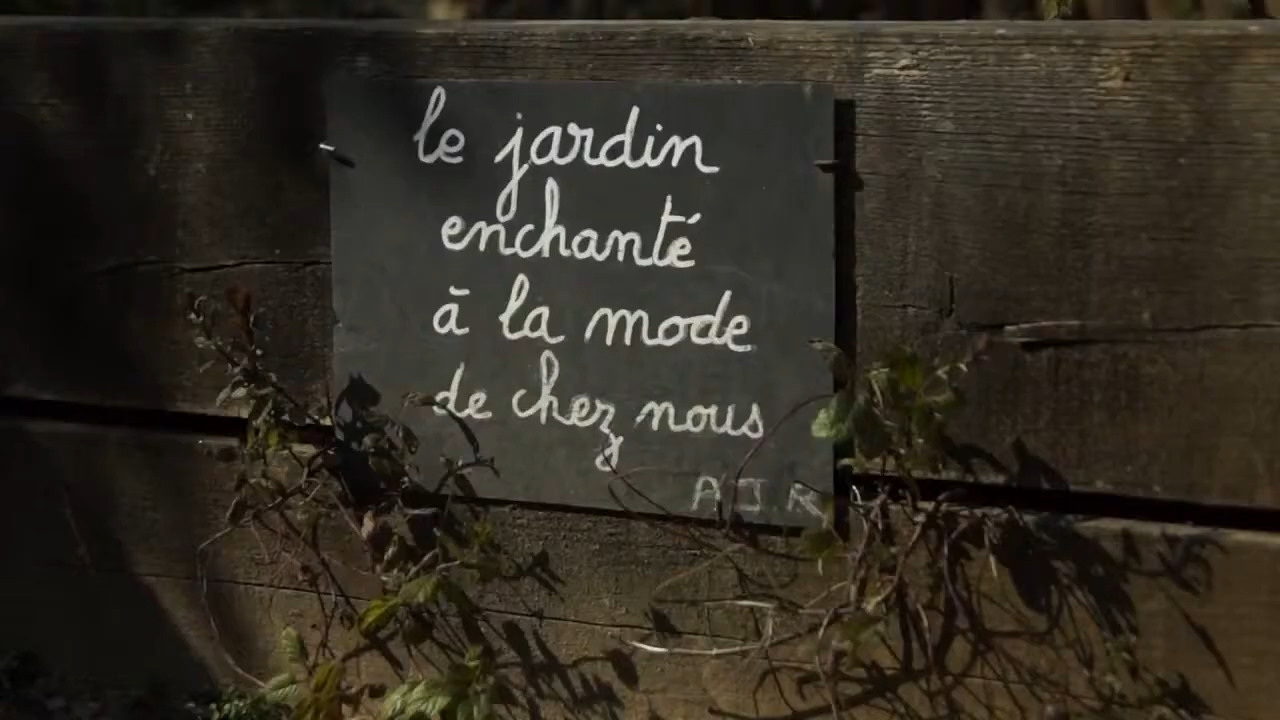 le jardin
enchanté
à la mode
de chez nous
AJR